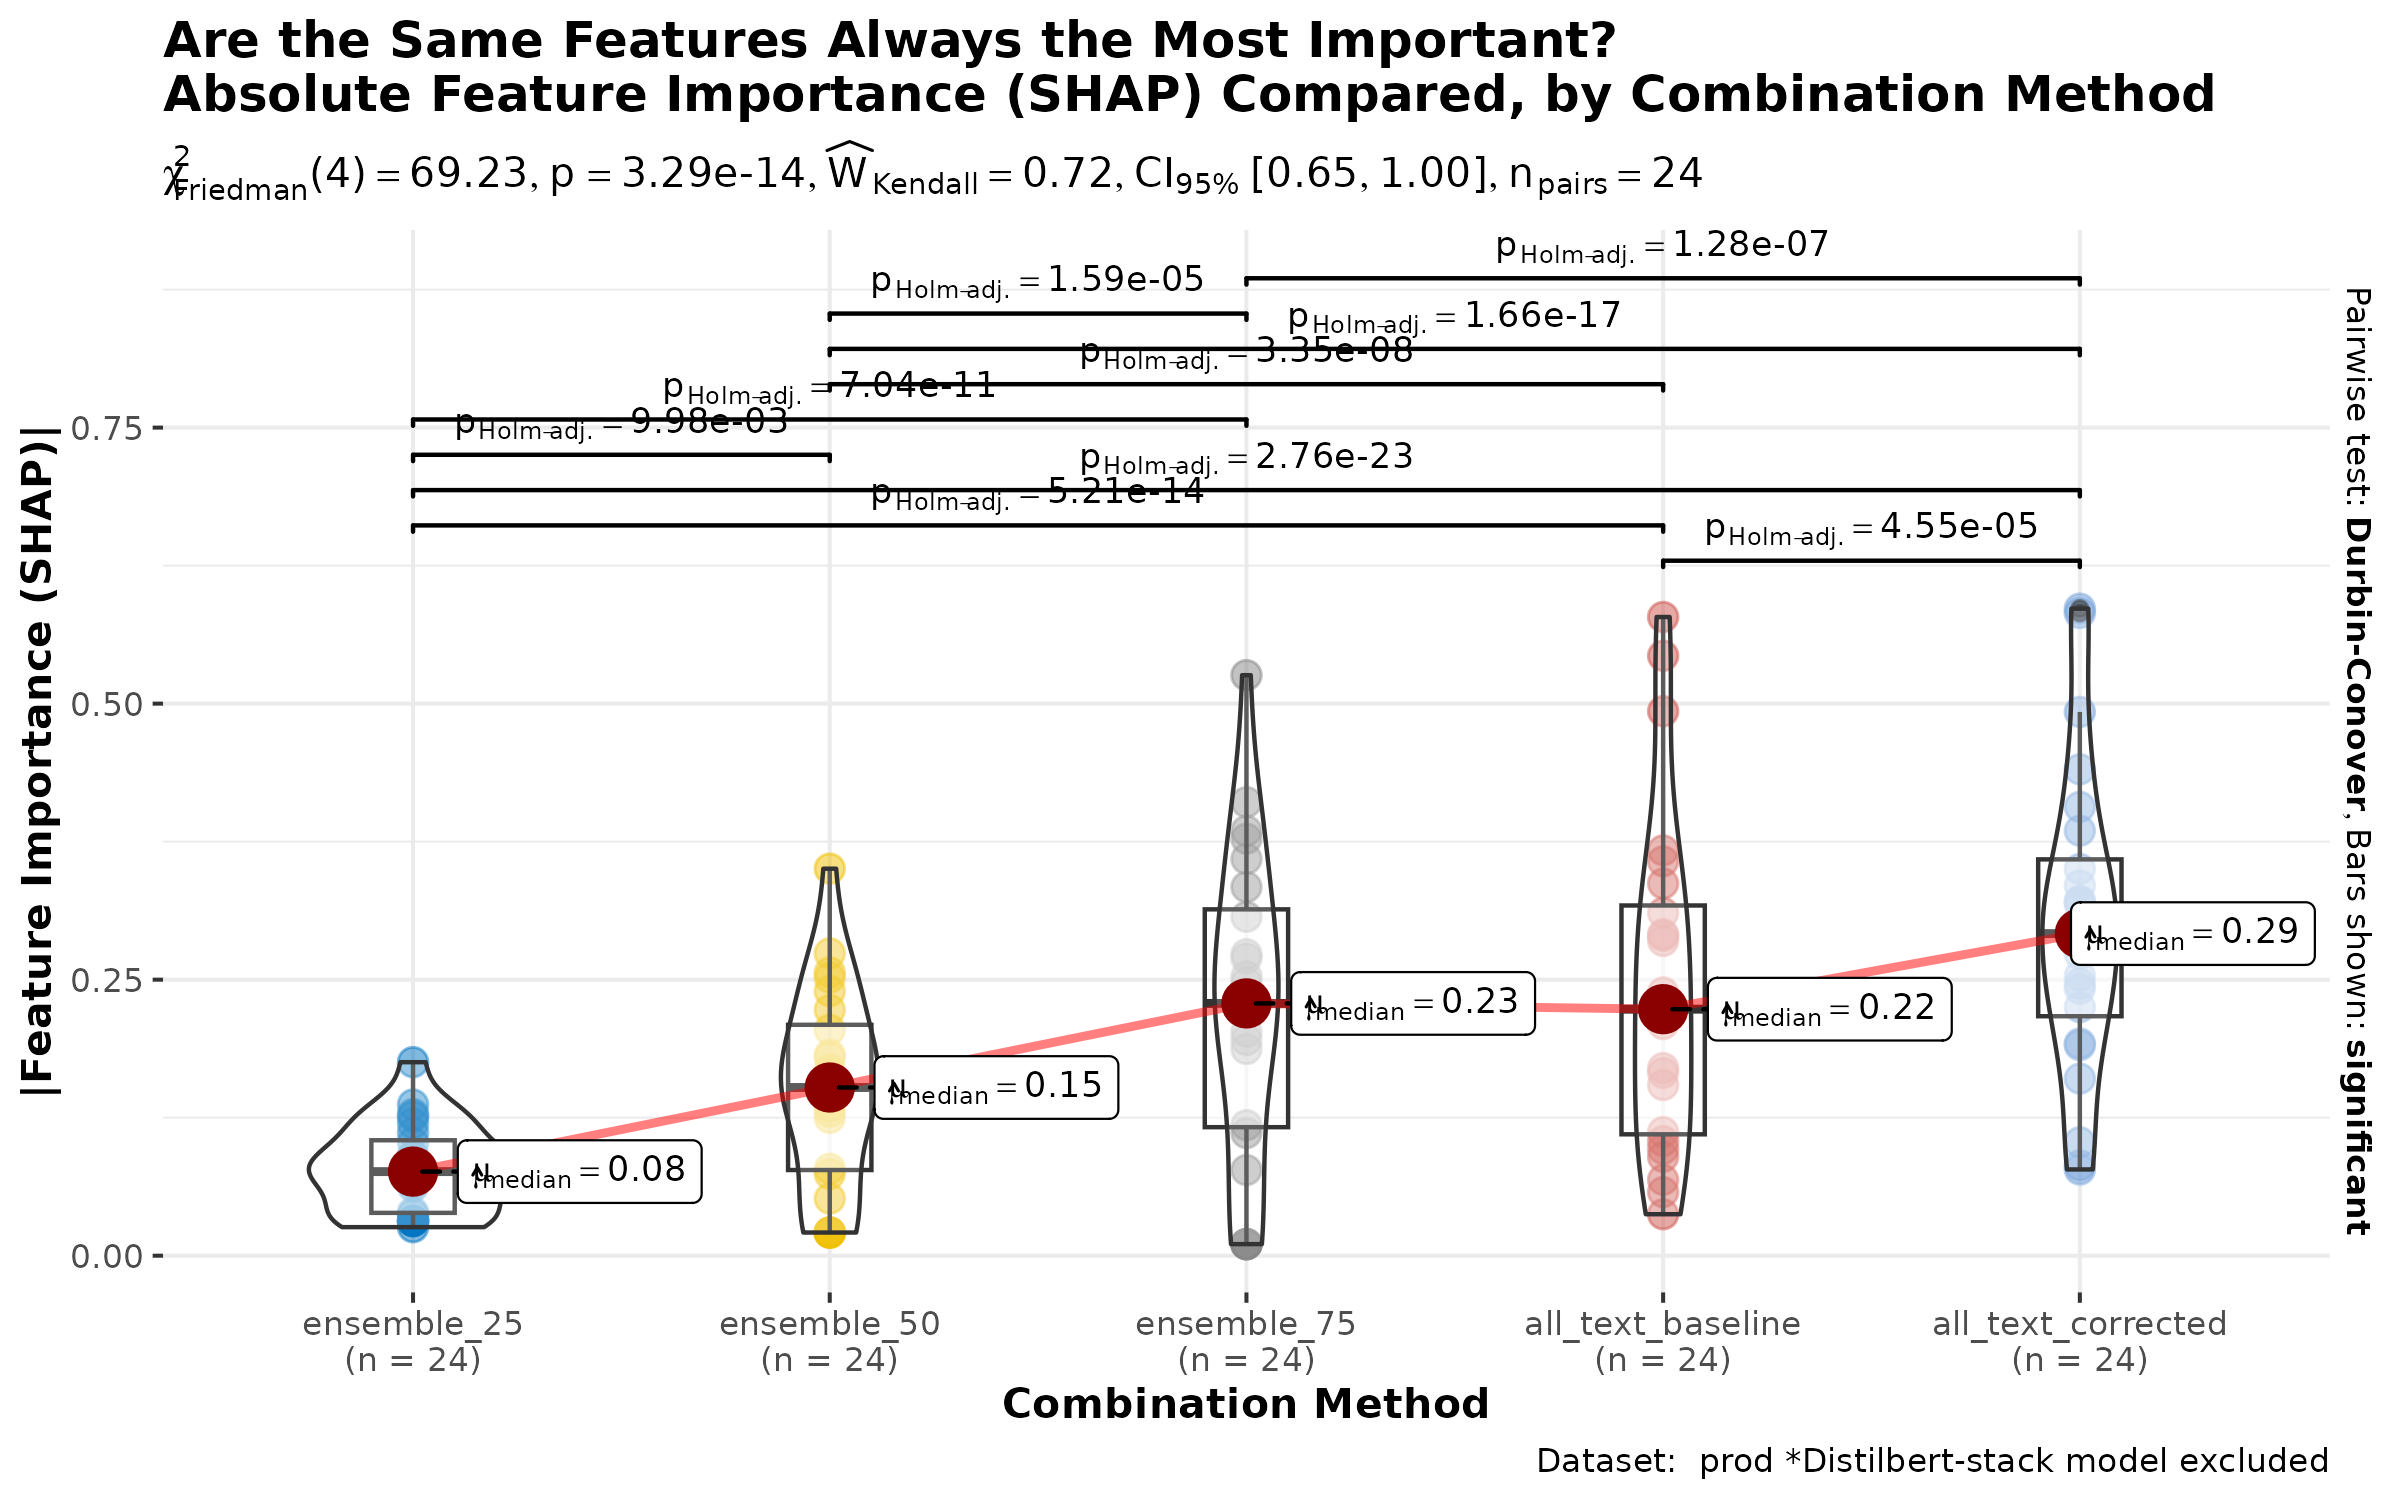 Are the Same Features Always the Most Important?
Absolute Feature Importance (SHAP) Compared, by Combination Method
χ²Friedman(4) = 69.23, p = 3.29e-14, ŴKendall = 0.72, CI95% [0.65, 1.00], npairs = 24
pHolm-adj. = 1.28e-07
pHolm-adj. = 1.59e-05
pHolm-adj. = 1.66e-17
pHolm-adj. = 3.35e-08
pHolm-adj. = 7.04e-11
pHolm-adj. = 9.98e-03
pHolm-adj. = 2.76e-23
pHolm-adj. = 5.21e-14
pHolm-adj. = 4.55e-05
|Feature Importance (SHAP)|
0.75
0.50
0.25
0.00
μ̂median = 0.08
μ̂median = 0.15
μ̂median = 0.23
μ̂median = 0.22
μ̂median = 0.29
Pairwise test: Durbin-Conover, Bars shown: significant
ensemble_25
(n = 24)
ensemble_50
(n = 24)
ensemble_75
(n = 24)
all_text_baseline
(n = 24)
all_text_corrected
(n = 24)
Combination Method
Dataset:  prod *Distilbert-stack model excluded